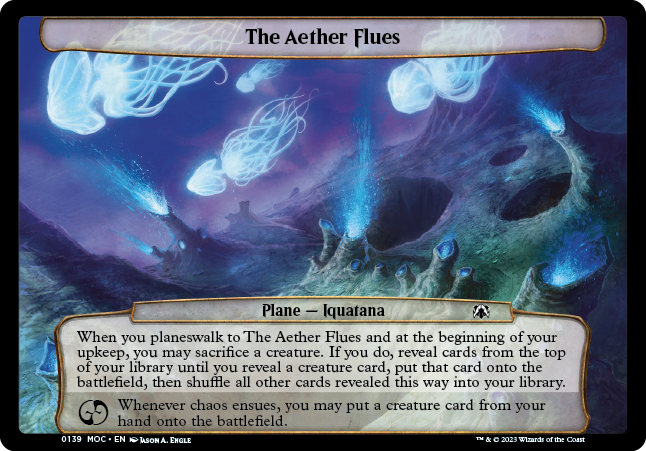 The Aether Flues
Plane — Iquatana
When you planeswalk to The Aether Flues and at the beginning of your
upkeep, you may sacrifice a creature. If you do, reveal cards from the top
of your library until you reveal a creature card, put that card onto the
battlefield, then shuffle all other cards revealed this way into your library.
Whenever chaos ensues, you may put a creature card from your
hand onto the battlefield.
0139 MOC • EN Jason A. Engle
™ & © 2023 Wizards of the Coast